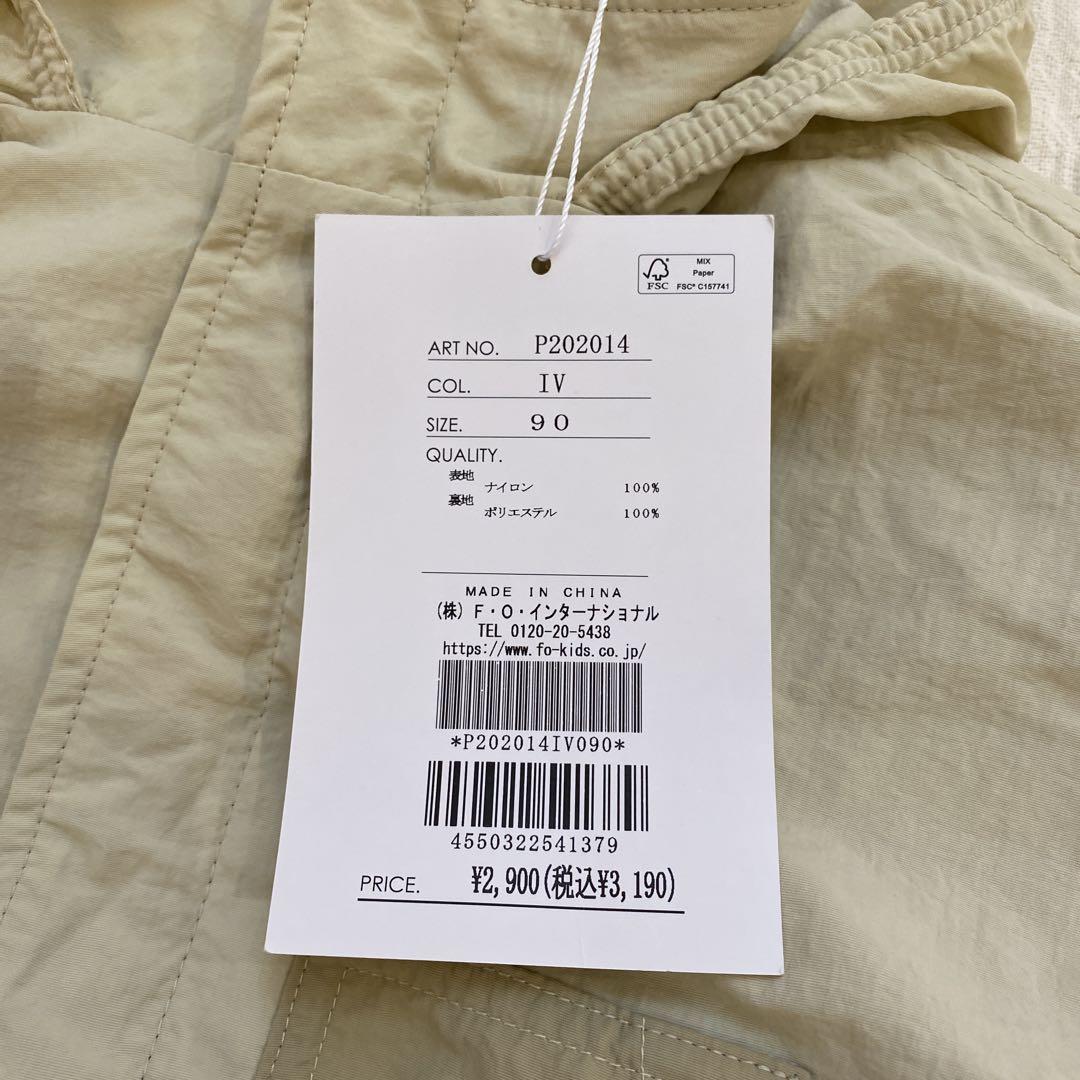 MIX
Paper
FSC
FSC® C157741
ART NO. P202014
COL. IV
SIZE. 90
QUALITY.
表地
ナイロン 100%
裏地
ポリエステル 100%
MADE IN CHINA
(株)F・O・インターナショナル
TEL 0120-20-5438
https://www.fo-kids.co.jp/
*P202014IV090*
4550322541379
PRICE. ¥2,900(税込¥3,190)